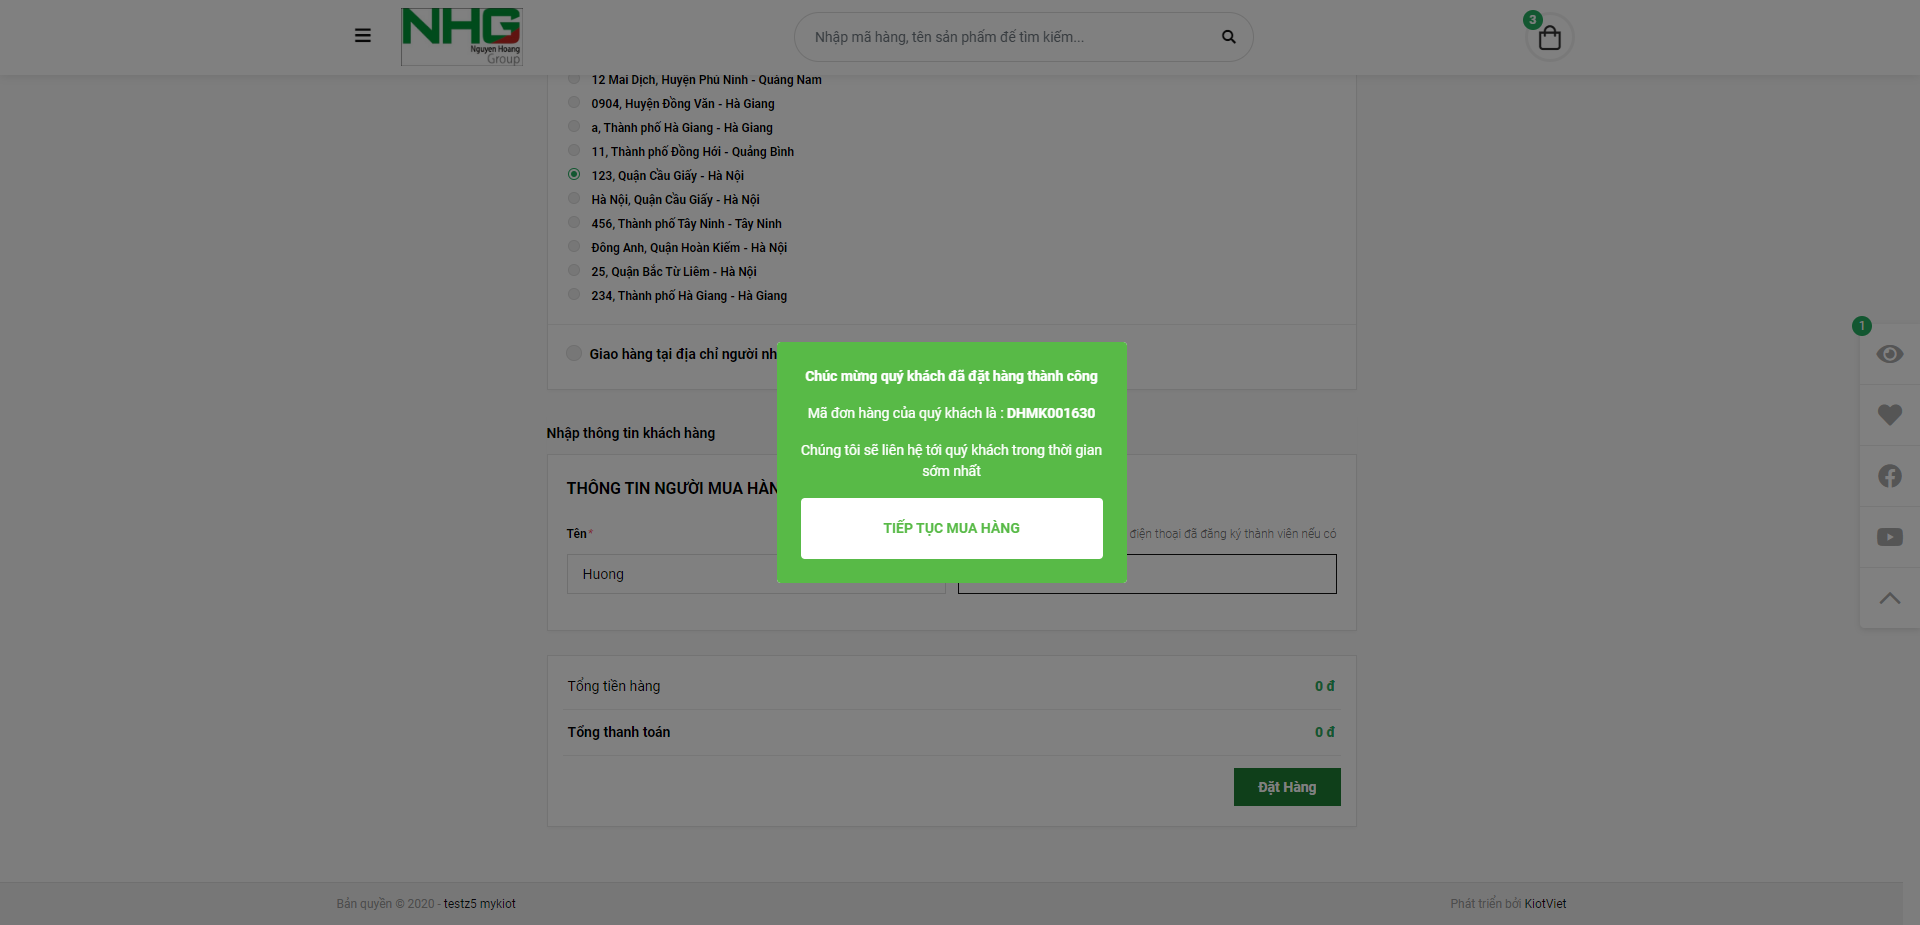 NHG
Nguyen Hoang
Group
Nhập mã hàng, tên sản phẩm để tìm kiếm...
3
12 Mai Dịch, Huyện Phú Ninh - Quảng Nam
0904, Huyện Đồng Văn - Hà Giang
a, Thành phố Hà Giang - Hà Giang
11, Thành phố Đồng Hới - Quảng Bình
123, Quận Cầu Giấy - Hà Nội
Hà Nội, Quận Cầu Giấy - Hà Nội
456, Thành phố Tây Ninh - Tây Ninh
Đông Anh, Quận Hoàn Kiếm - Hà Nội
25, Quận Bắc Từ Liêm - Hà Nội
234, Thành phố Hà Giang - Hà Giang
1
Giao hàng tại địa chỉ người nh
Chúc mừng quý khách đã đặt hàng thành công
Mã đơn hàng của quý khách là : DHMK001630
Chúng tôi sẽ liên hệ tới quý khách trong thời gian
sớm nhất
TIẾP TỤC MUA HÀNG
Nhập thông tin khách hàng
THÔNG TIN NGƯỜI MUA HÀN
Tên*
điện thoại đã đăng ký thành viên nếu có
Huong
Tổng tiền hàng
0 đ
Tổng thanh toán
0 đ
Đặt Hàng
Bản quyền © 2020 - testz5 mykiot
Phát triển bởi KiotViet